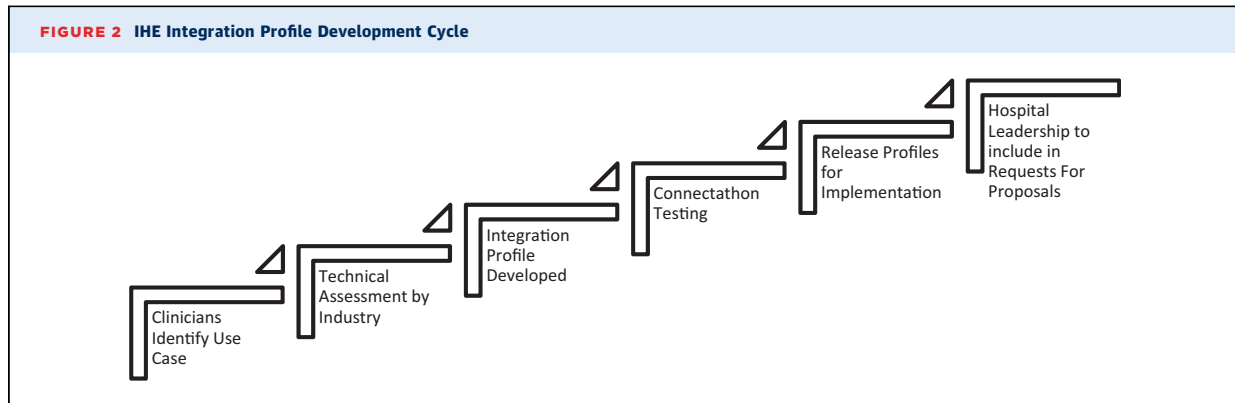 FIGURE 2 IHE Integration Profile Development Cycle
Clinicians
Identify Use
Case
Technical
Assessment by
Industry
Integration
Profile
Developed
Connectathon
Testing
Release Profiles
for
Implementation
Hospital
Leadership to
include in
Requests For
Proposals